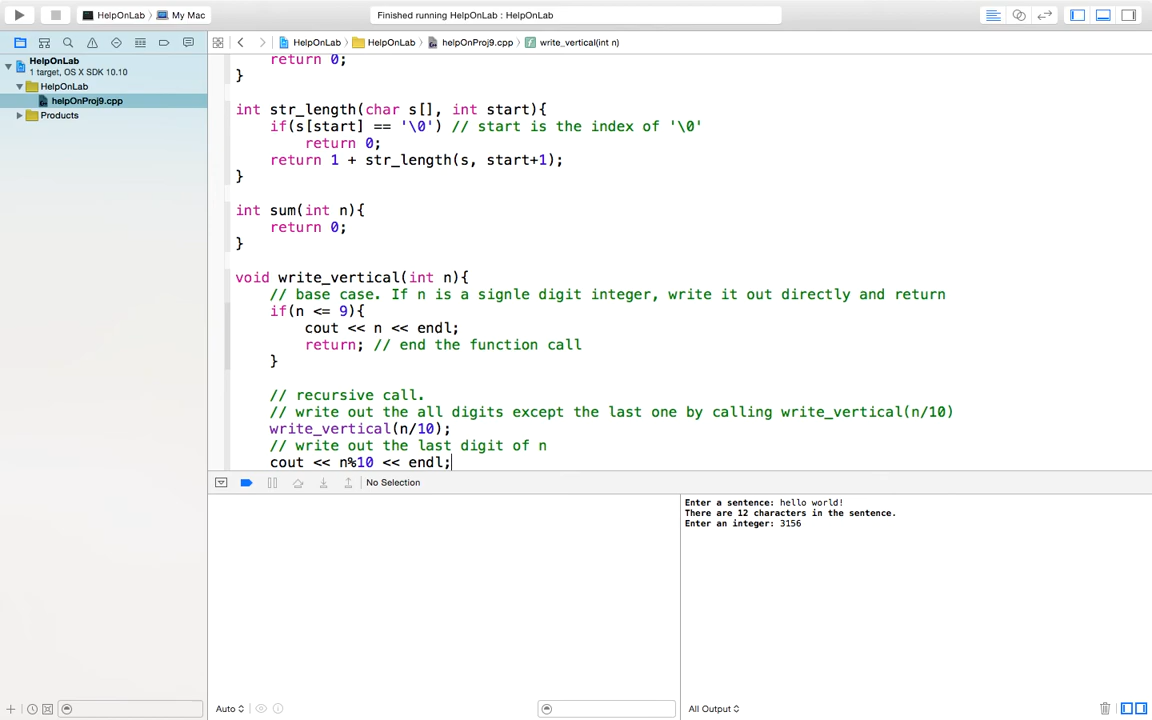 HelpOnLab 〉 My Mac
Finished running HelpOnLab : HelpOnLab
HelpOnLab 〉 HelpOnLab 〉 helpOnProj9.cpp 〉 write_vertical(int n)
HelpOnLab
1 target, OS X SDK 10.10
HelpOnLab
helpOnProj9.cpp
Products
return 0;
}
int str_length(char s[], int start){
if(s[start] == '\0') // start is the index of '\0'
return 0;
return 1 + str_length(s, start+1);
}
int sum(int n){
return 0;
}
void write_vertical(int n){
// base case. If n is a signle digit integer, write it out directly and return
if(n <= 9){
cout << n << endl;
return; // end the function call
}
// recursive call.
// write out the all digits except the last one by calling write_vertical(n/10)
write_vertical(n/10);
// write out the last digit of n
cout << n%10 << endl;
No Selection
Enter a sentence: hello world!
There are 12 characters in the sentence.
Enter an integer: 3156
Auto
All Output